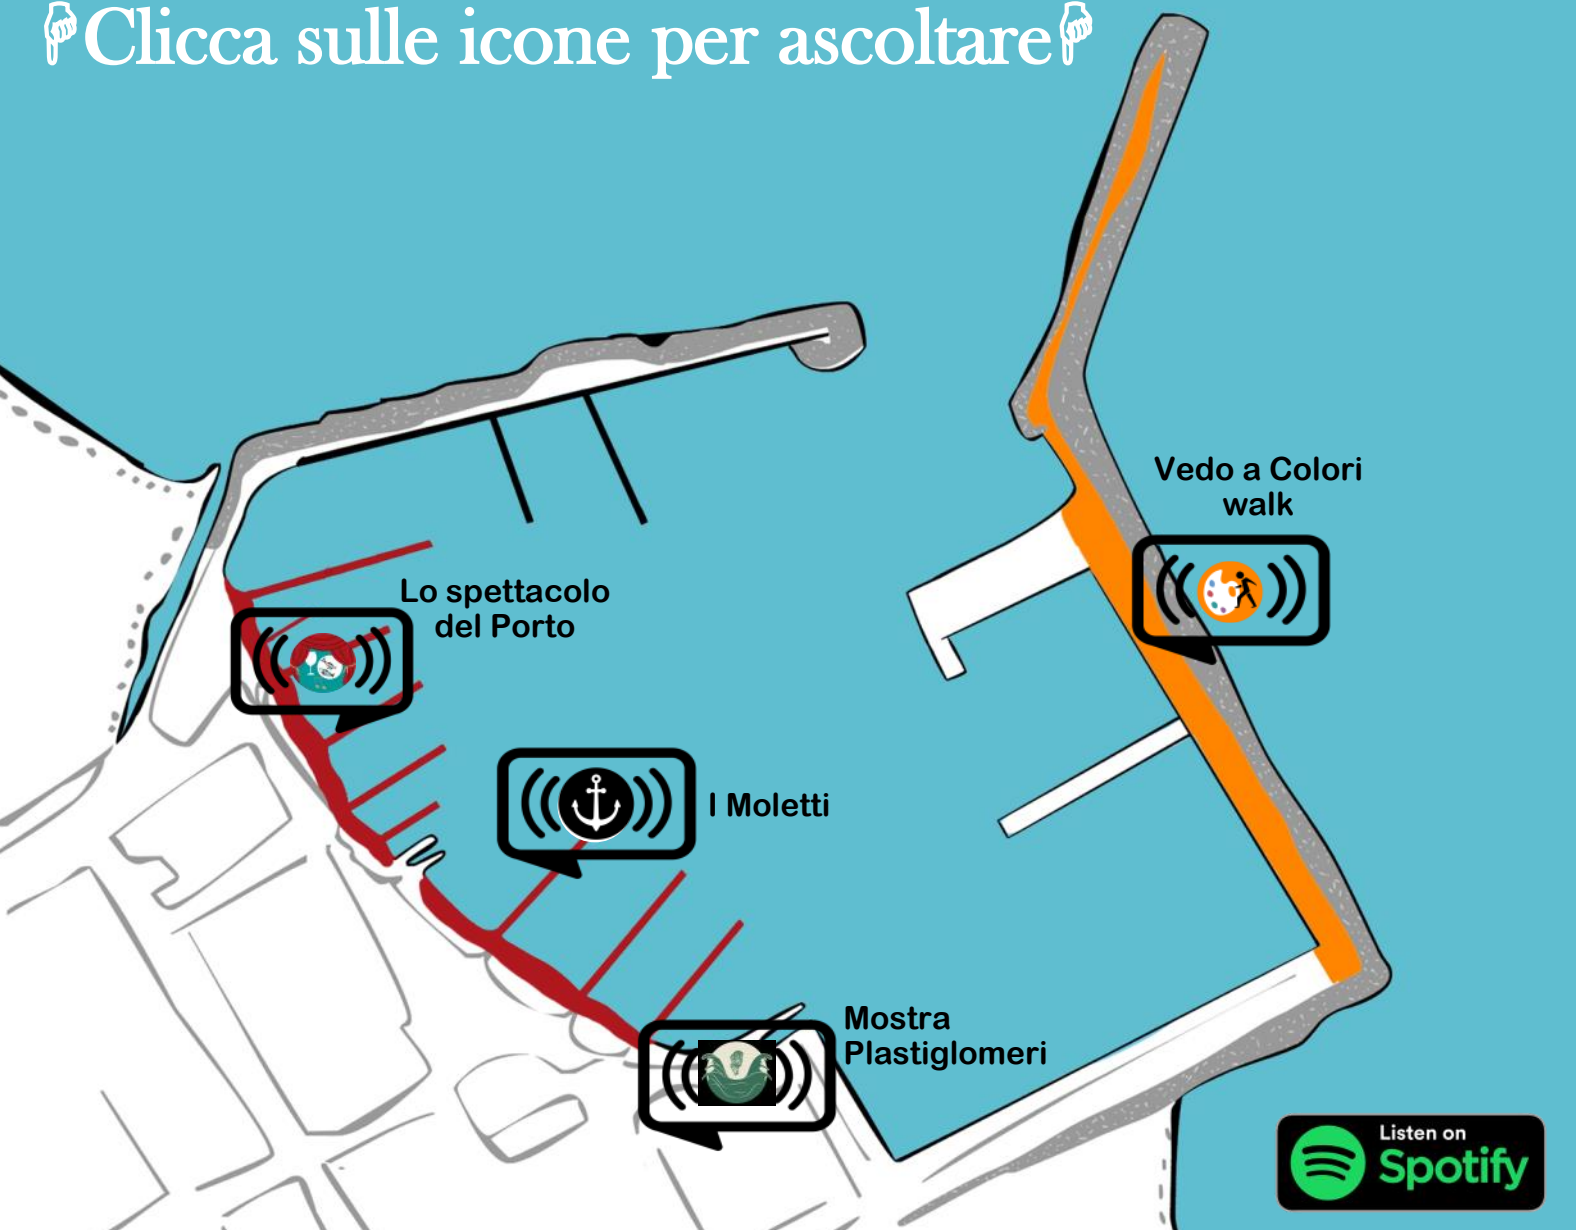 Clicca sulle icone per ascoltare
Vedo a Colori
walk
Lo spettacolo
del Porto
I Moletti
Mostra
Plastiglomeri
Listen on
Spotify